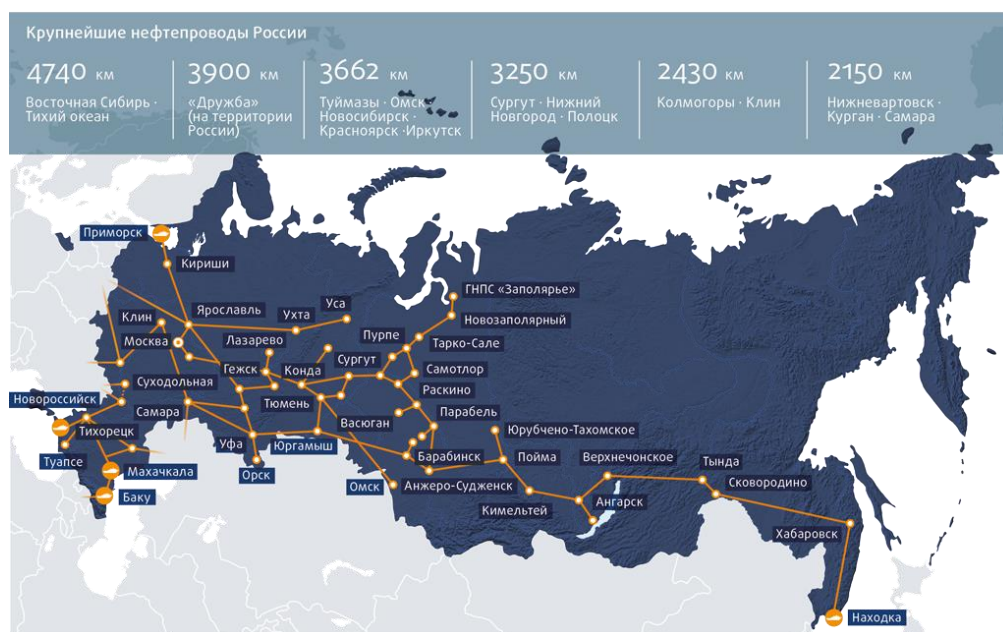 Крупнейшие нефтепроводы России
4740 км
Восточная Сибирь ·
Тихий океан
3900 км
«Дружба»
(на территории
России)
3662 км
Туймазы · Омск ·
Новосибирск ·
Красноярск ·Иркутск
3250 км
Сургут · Нижний
Новгород · Полоцк
2430 км
Колмогоры · Клин
2150 км
Нижневартовск ·
Курган · Самара
Приморск
Кириши
ГНПС «Заполярье»
Ярославль
Уса
Ухта
Новозаполярный
Клин
Пурпе
Москва
Лазарево
Тарко-Сале
Гежск
Конда
Сургут
Самотлор
Суходольная
Раскино
Новороссийск
Самара
Тюмень
Васюган
Парабель
Тихорецк
Уфа
Юргамыш
Юрубчено-Тахомское
Туапсе
Махачкала
Орск
Барабинск
Пойма
Верхнечонское
Тында
Баку
Омск
Анжеро-Судженск
Сковородино
Кимельтей
Ангарск
Хабаровск
Находка